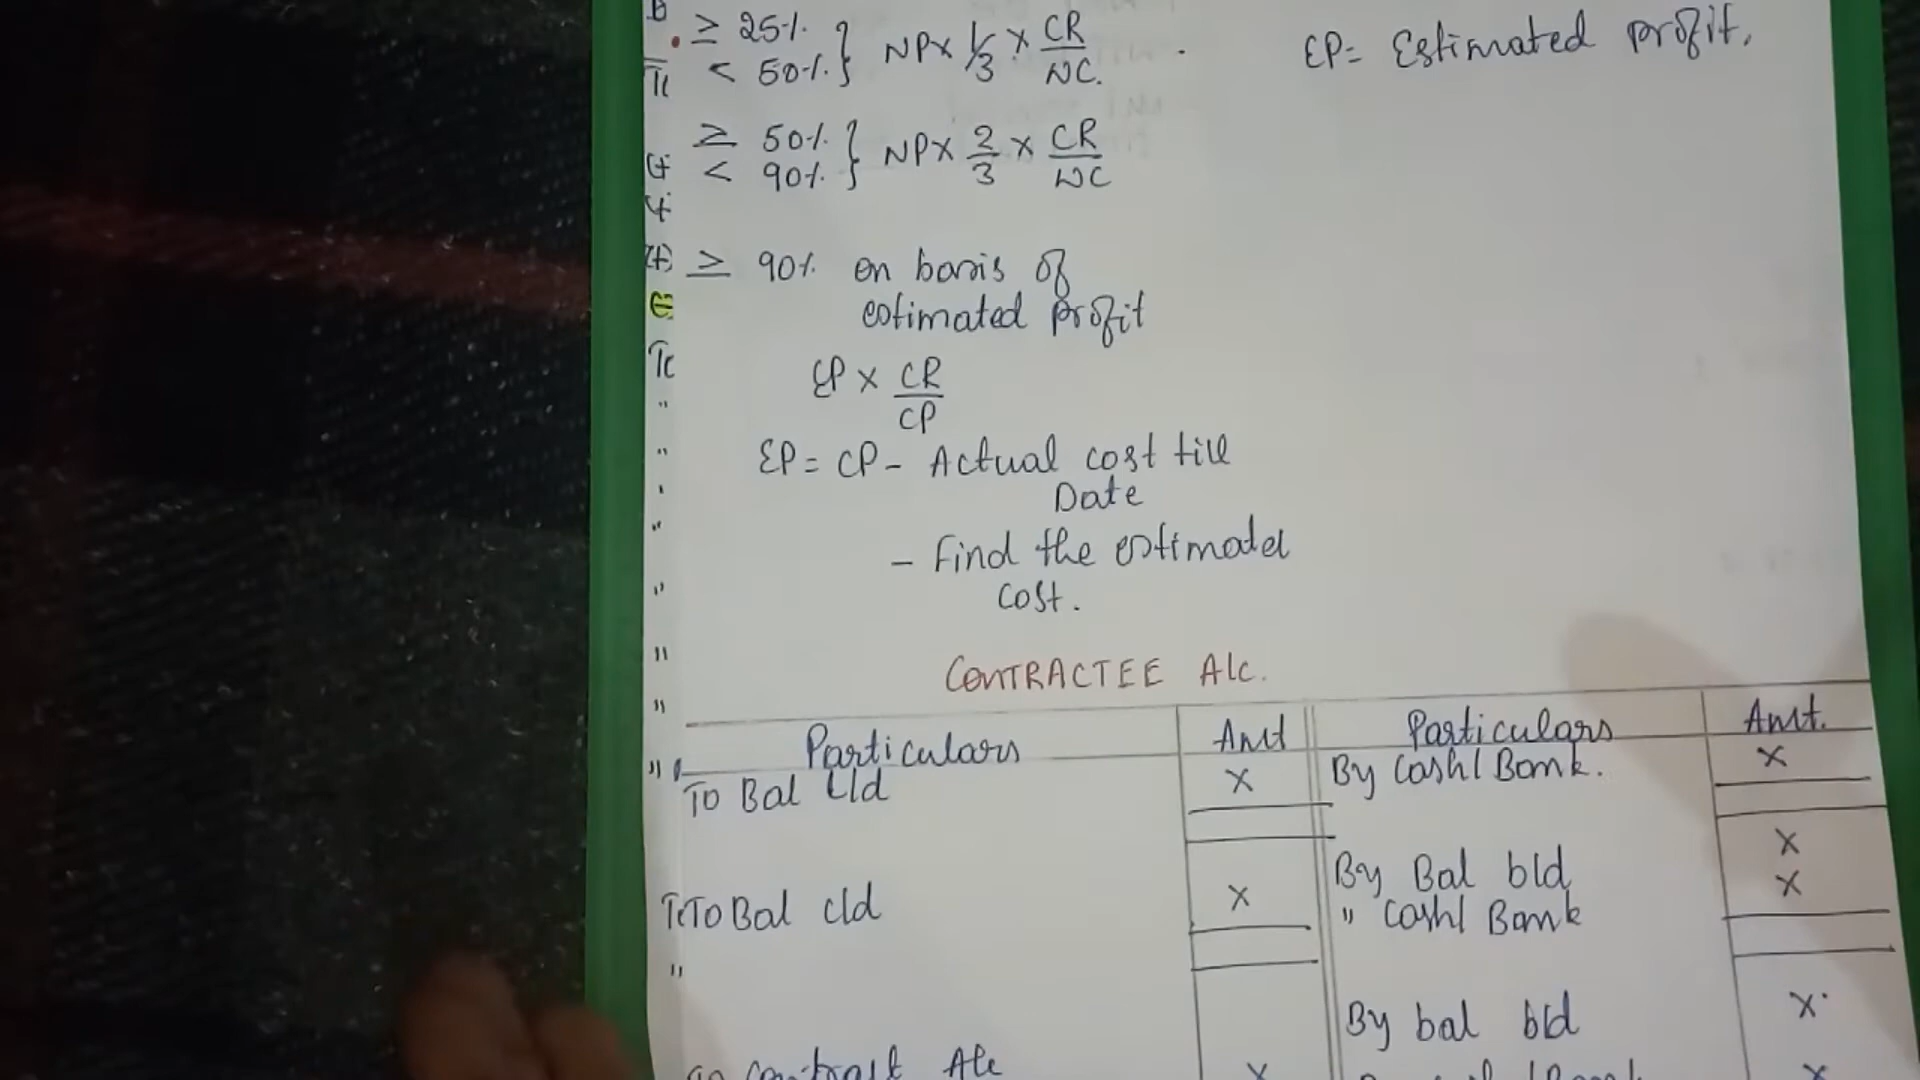 ≥ 25%
< 50% } NP x 1/3 x CR/WC.
EP = Estimated profit.
≥ 50%
< 90% } NP x 2/3 x CR/WC
≥ 90% on basis of
estimated profit
EP x CR/CP
EP = CP - Actual cost till
Date
- Find the estimated
cost.
CONTRACTEE A/c.
Particulars Amt Particulars Amt.
To Bal c/d x By Cash/Bank. x
By Bal b/d x
To Bal c/d x " Cash/Bank x
"
By bal b/d x
Contract A/c x